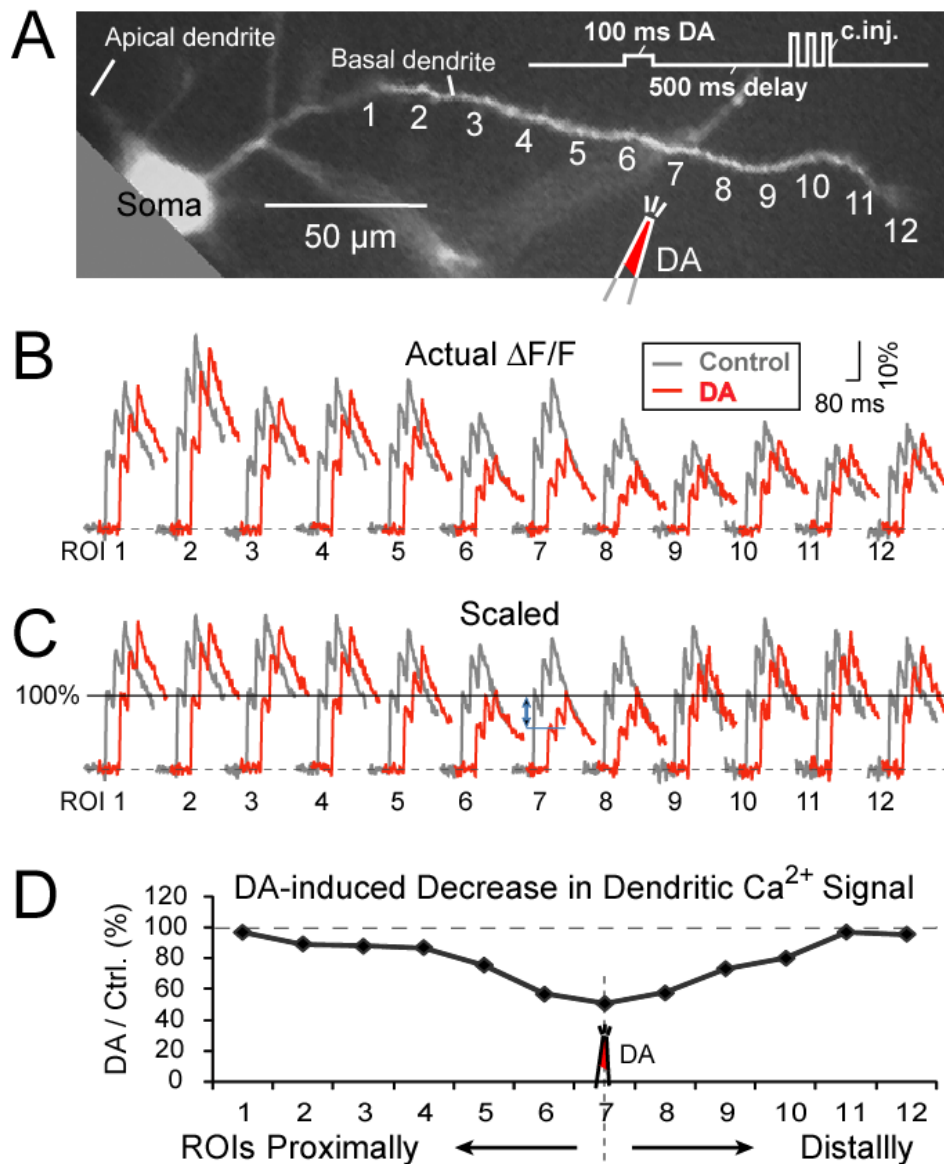 A
Apical dendrite
100 ms DA
c.inj.
Basal dendrite
500 ms delay
1 2 3 4 5 6 7 8 9 10 11 12
Soma
50 µm
DA
B
Actual ΔF/F
Control
DA
10%
80 ms
ROI 1 2 3 4 5 6 7 8 9 10 11 12
C
Scaled
100%
ROI 1 2 3 4 5 6 7 8 9 10 11 12
D
DA-induced Decrease in Dendritic Ca²⁺ Signal
DA / Ctrl. (%)
120
100
80
60
40
20
0
DA
1 2 3 4 5 6 7 8 9 10 11 12
ROIs Proximally Distallly